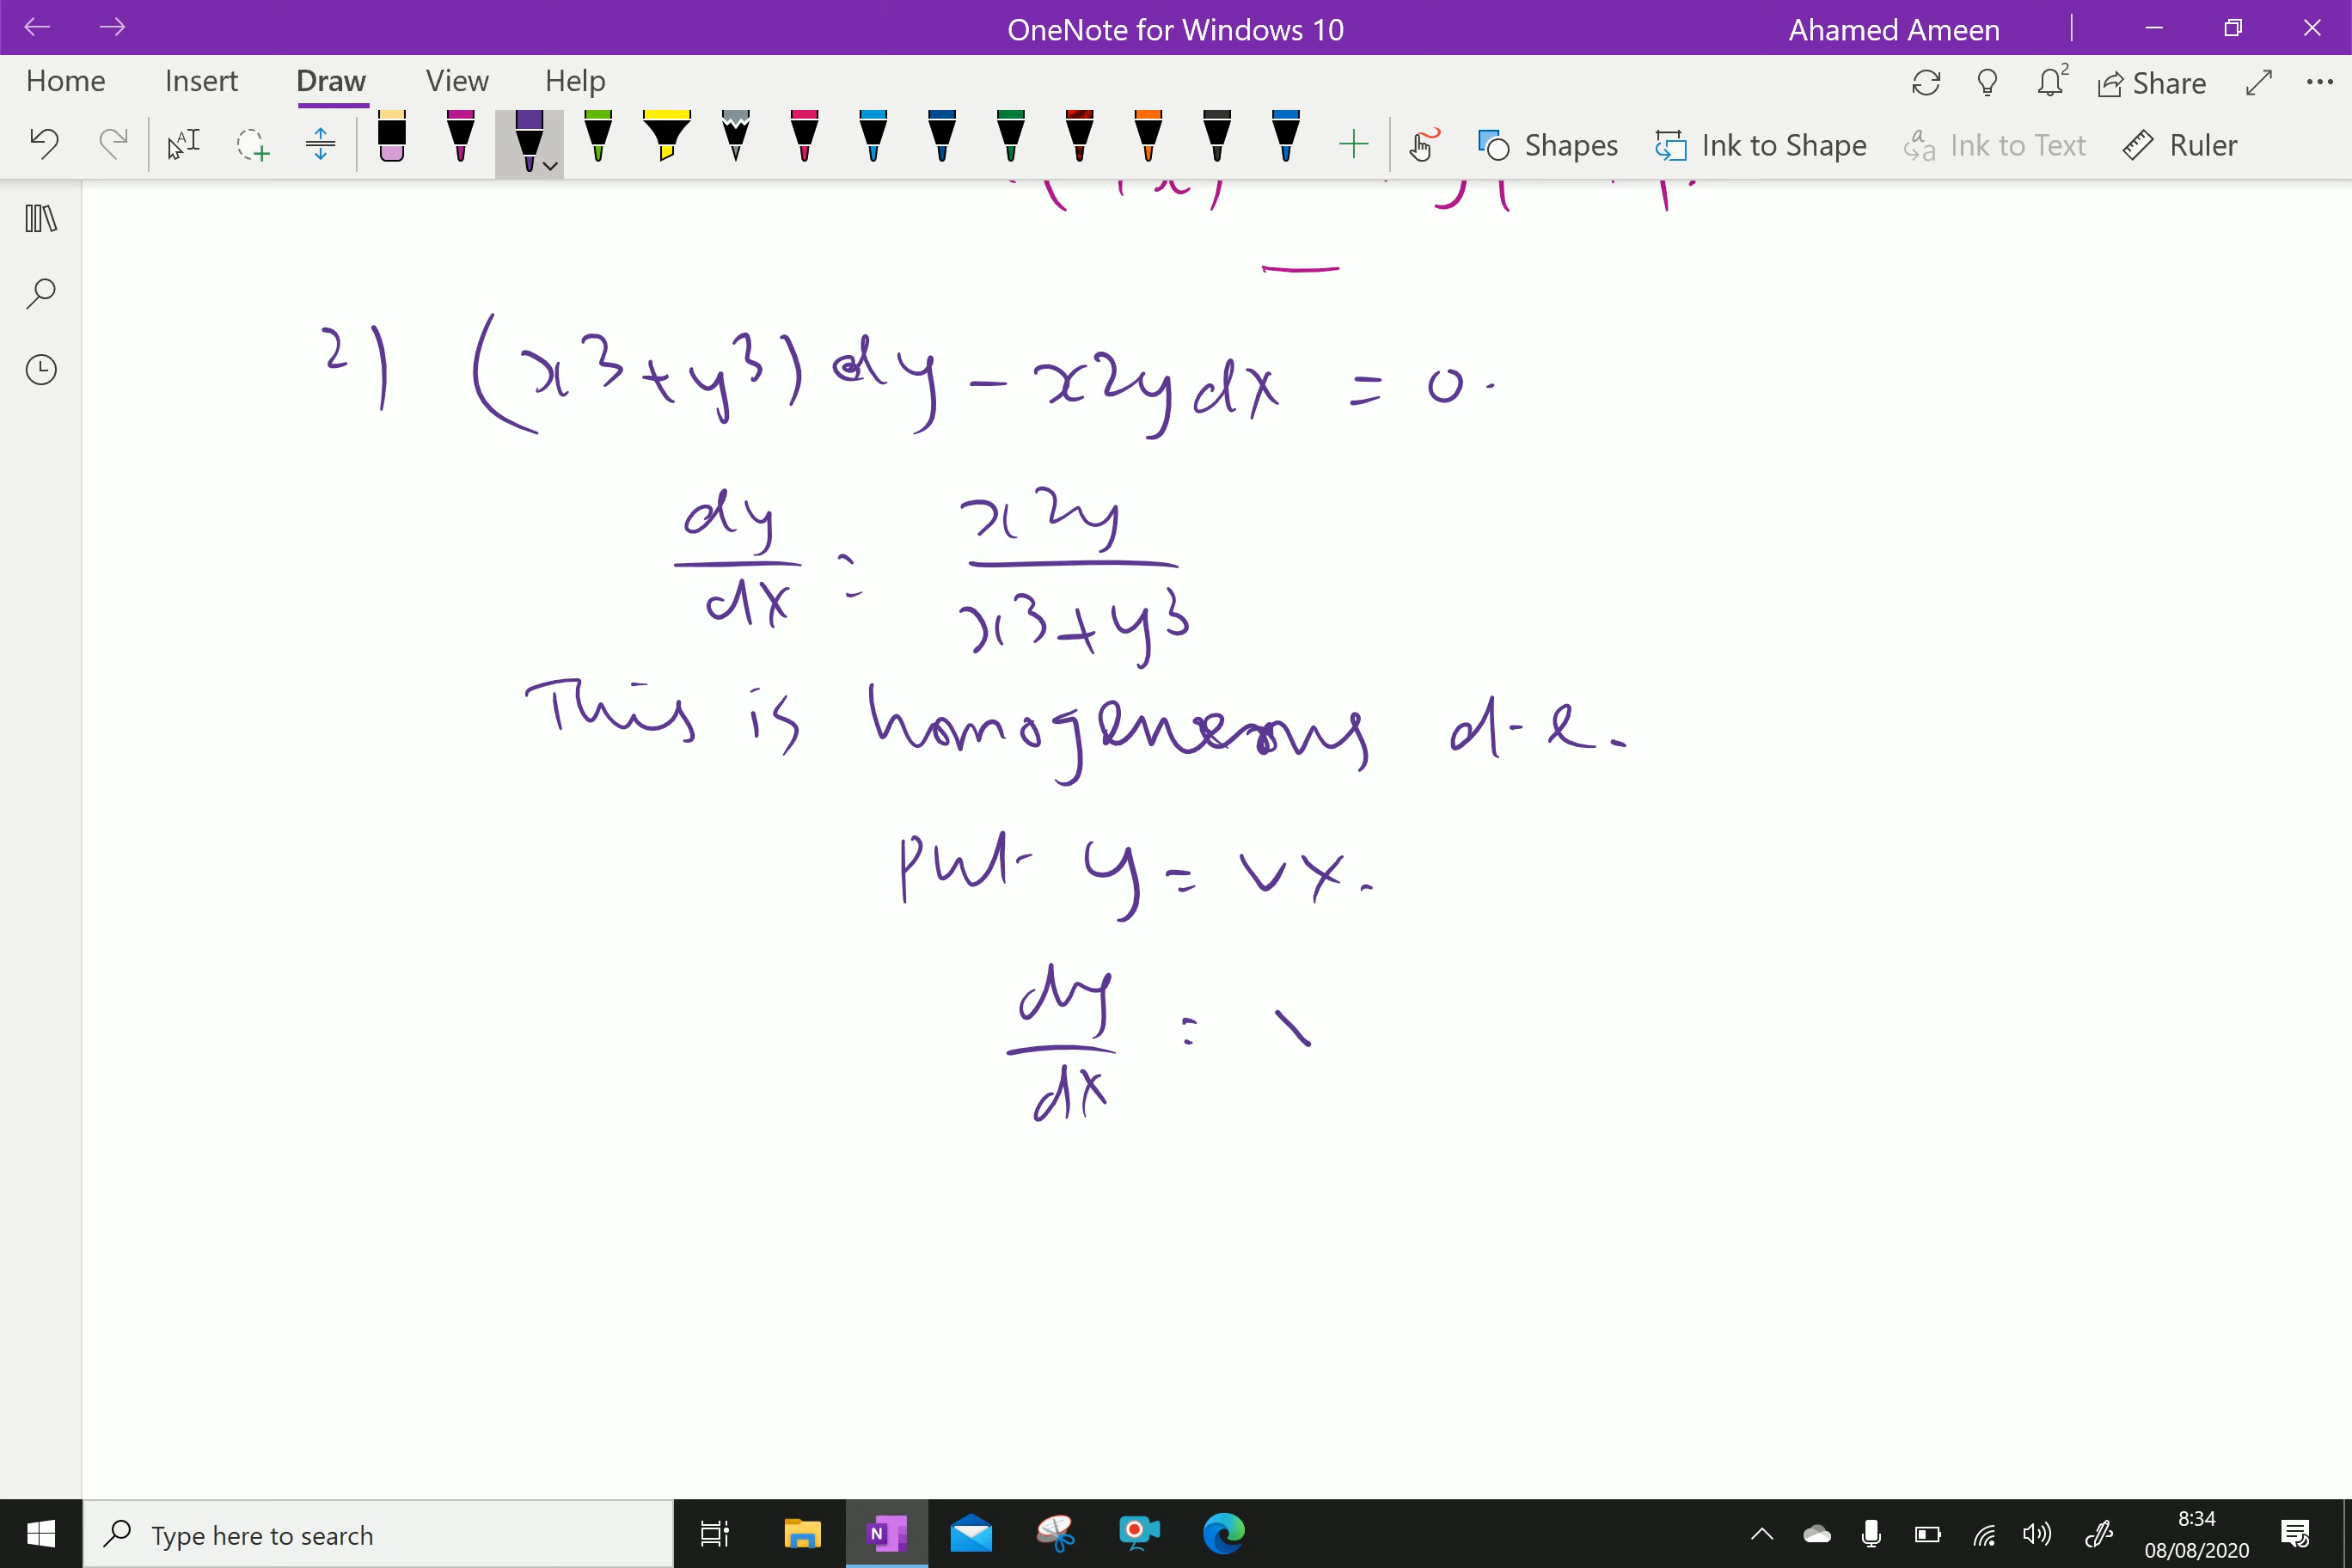 OneNote for Windows 10 Ahamed Ameen
Home Insert Draw View Help 2 Share
Shapes Ink to Shape Ink to Text Ruler
2) (x³+y³)dy - x²y dx = 0.
dy/dx = x²y/x³+y³
This is homogeneous d.e.
Put y = vx.
dy/dx =
Type here to search
8:34
08/08/2020